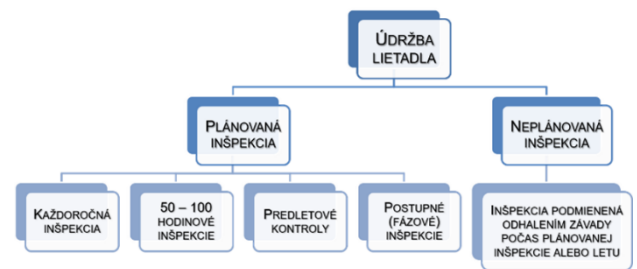 ÚDRŽBA
LIETADLA
PLÁNOVANÁ
INŠPEKCIA
NEPLÁNOVANÁ
INŠPEKCIA
KAŽDOROČNÁ
INŠPEKCIA
50 – 100
HODINOVÉ
INŠPEKCIE
PREDLETOVÉ
KONTROLY
POSTUPNÉ
(FÁZOVÉ)
INŠPEKCIE
INŠPEKCIA PODMIENENÁ
ODHALENÍM ZÁVADY
POČAS PLÁNOVANEJ
INŠPEKCIE ALEBO LETU